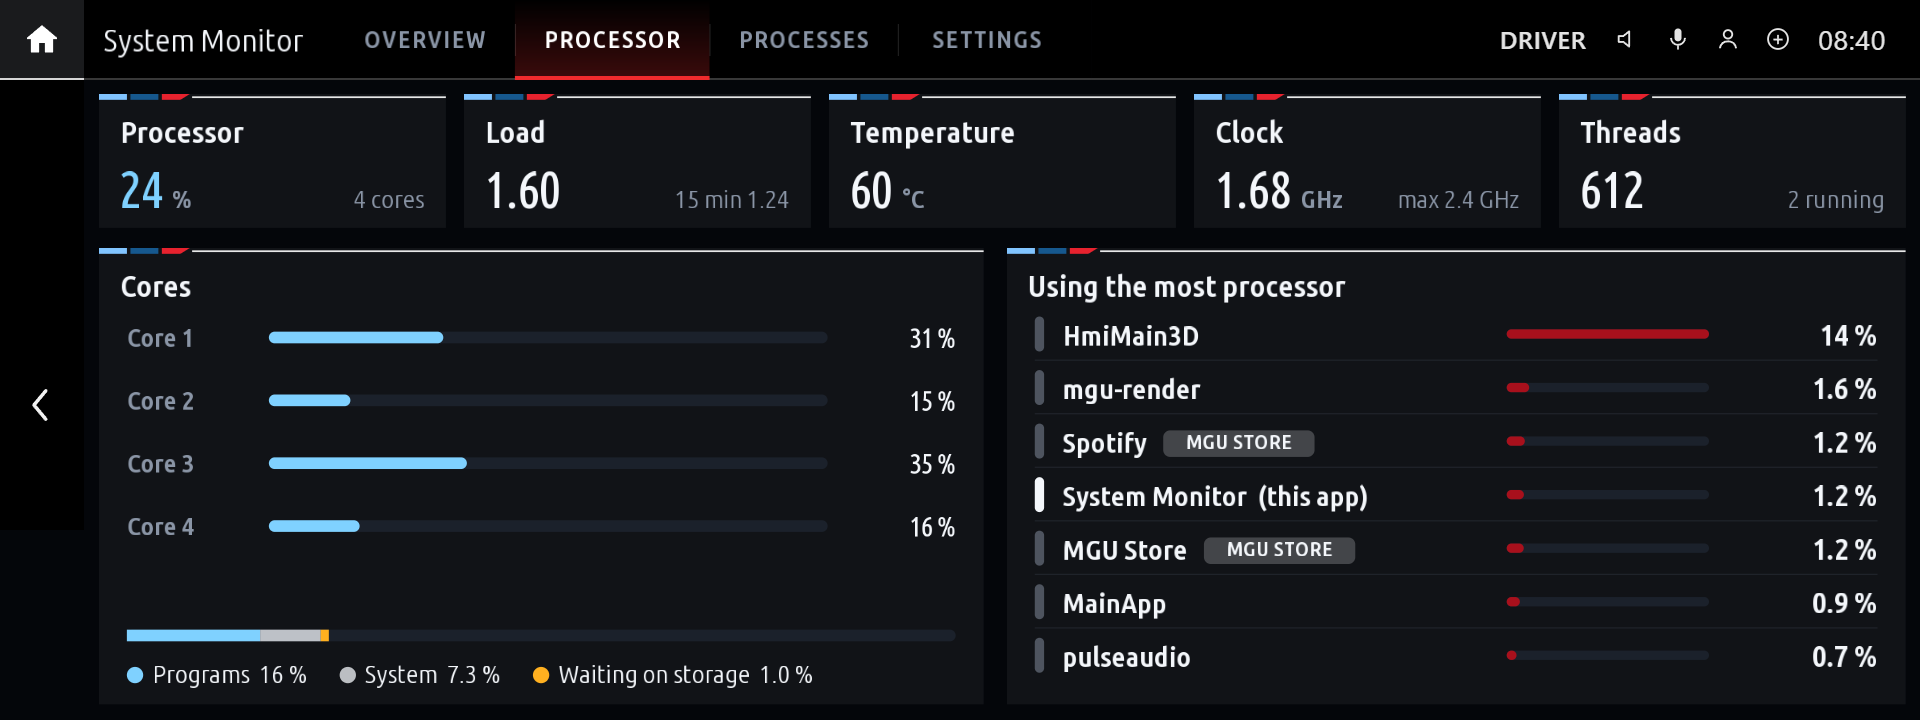 System Monitor OVERVIEW PROCESSOR PROCESSES SETTINGS DRIVER 08:40
Processor
24 % 4 cores
Load
1.60 15 min 1.24
Temperature
60 °C
Clock
1.68 GHz max 2.4 GHz
Threads
612 2 running
Cores
Core 1 31 %
Core 2 15 %
Core 3 35 %
Core 4 16 %
Programs 16 % System 7.3 % Waiting on storage 1.0 %
Using the most processor
HmiMain3D 14 %
mgu-render 1.6 %
Spotify MGU STORE 1.2 %
System Monitor (this app) 1.2 %
MGU Store MGU STORE 1.2 %
MainApp 0.9 %
pulseaudio 0.7 %